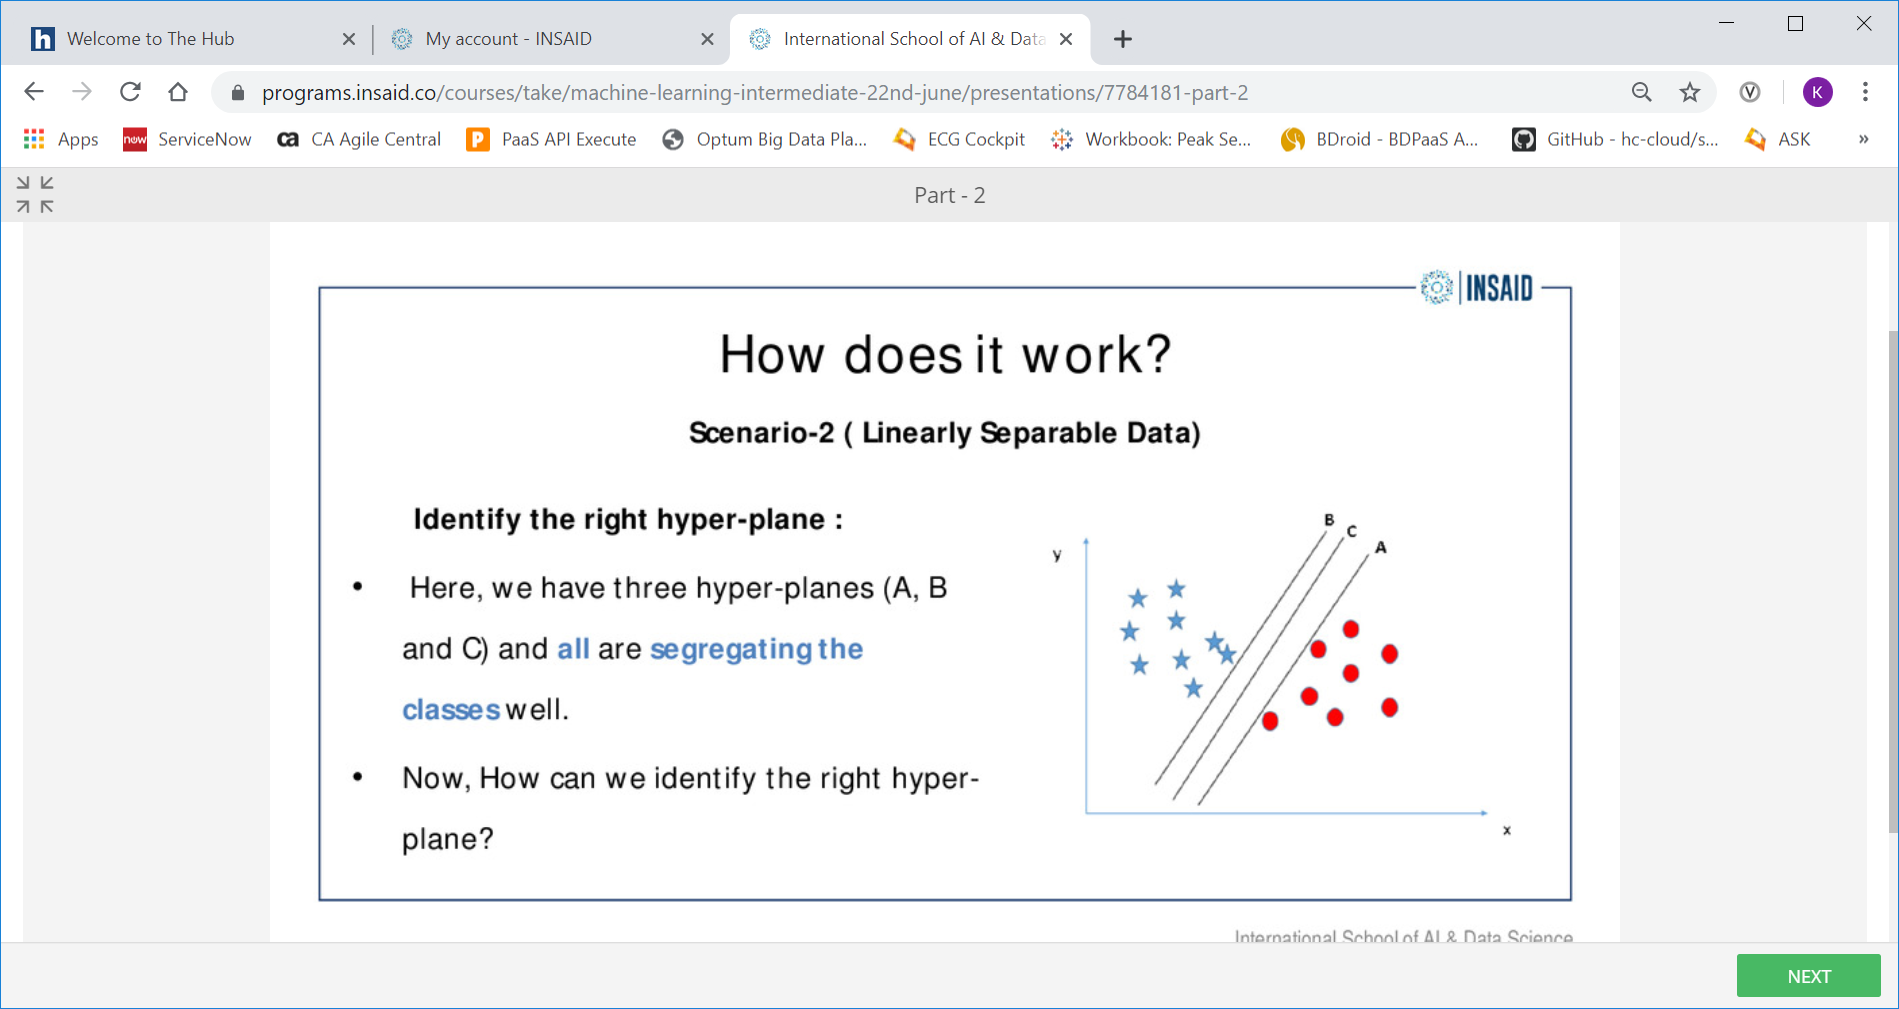 Welcome to The Hub
My account - INSAID
International School of AI & Data
programs.insaid.co/courses/take/machine-learning-intermediate-22nd-june/presentations/7784181-part-2
K
Apps
now
ServiceNow
ca
CA Agile Central
P
PaaS API Execute
Optum Big Data Pla...
ECG Cockpit
Workbook: Peak Se...
BDroid - BDPaaS A...
GitHub - hc-cloud/s...
ASK
»
Part - 2
INSAID
How does it work?
Scenario-2 ( Linearly Separable Data)
Identify the right hyper-plane :
• Here, we have three hyper-planes (A, B
and C) and all are segregating the
classes well.
• Now, How can we identify the right hyper-
plane?
B
C
A
y
x
International School of AI & Data Science
NEXT